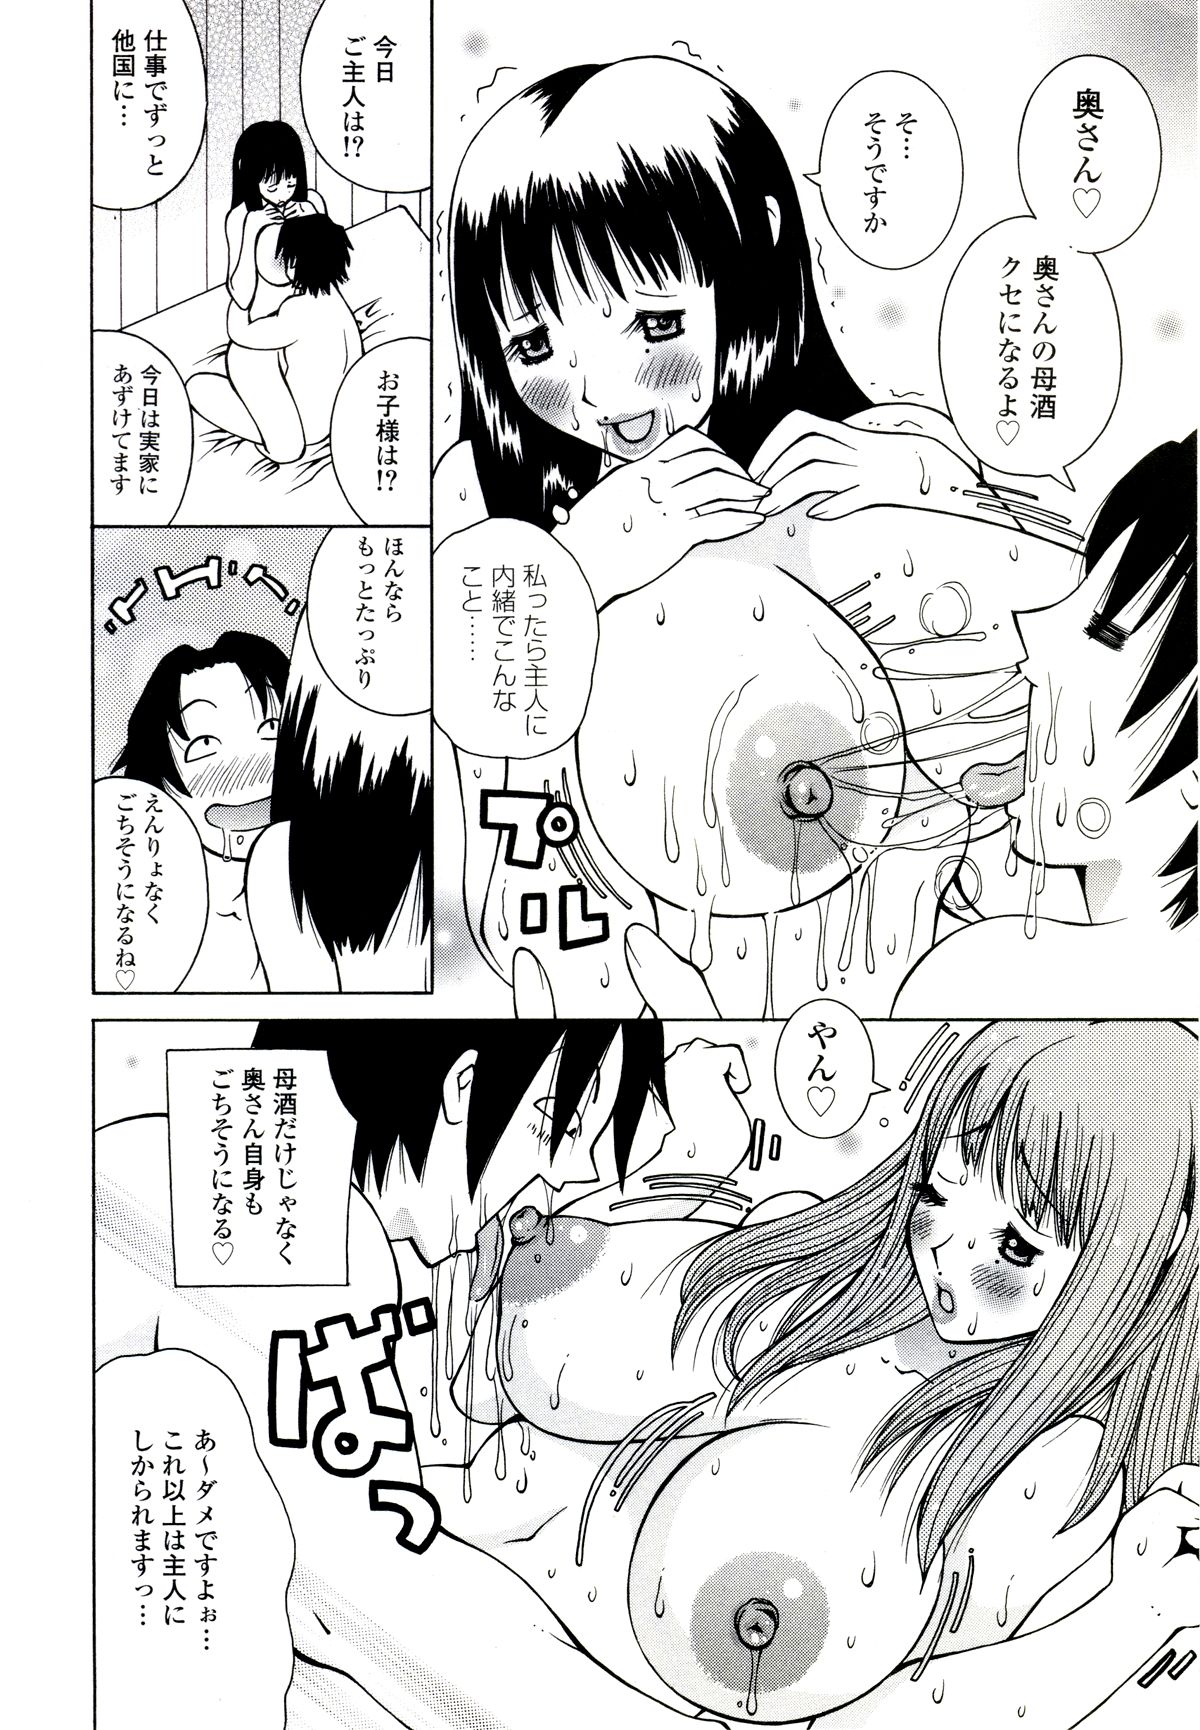 奥さん♡
奥さんの母酒
クセになるよ♡
そ…
そうですか
私ったら主人に
内緒でこんな
こと……
プルプル
今日
ご主人は!?
仕事でずっと
他国に…
お子様は!?
今日は実家に
あずけてます
ほんなら
もっとたっぷり
えんりょなく
ごちそうになるね♡
やん♡
母酒だけじゃなく
奥さん自身も
ごちそうになる♡
がばっ
あ～ダメですよぉ…
これ以上は主人に
しかられますっ…